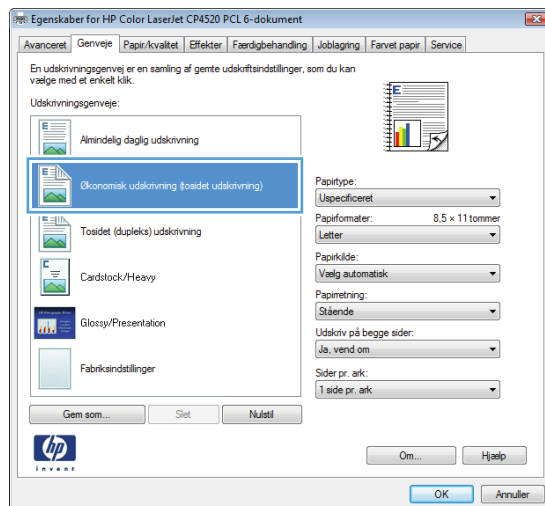 Egenskaber for HP Color LaserJet CP4520 PCL 6-dokument
Avanceret Genveje Papir/kvalitet Effekter Færdigbehandling Joblagring Farvet papir Service
En udskrivningsgenvej er en samling af gemte udskriftsindstillinger, som du kan
vælge med et enkelt klik.
Udskrivningsgenveje:
Almindelig daglig udskrivning
Økonomisk udskrivning (tosidet udskrivning)
Tosidet (dupleks) udskrivning
Cardstock/Heavy
Glossy/Presentation
Fabriksindstillinger
Gem som... Slet Nulstil
Papirtype:
Uspecificeret
Papirformater: 8,5 × 11 tommer
Letter
Papirkilde:
Vælg automatisk
Papirretning:
Stående
Udskriv på begge sider:
Ja, vend om
Sider pr. ark:
1 side pr. ark
hp
invent
Om... Hjælp
OK Annuller